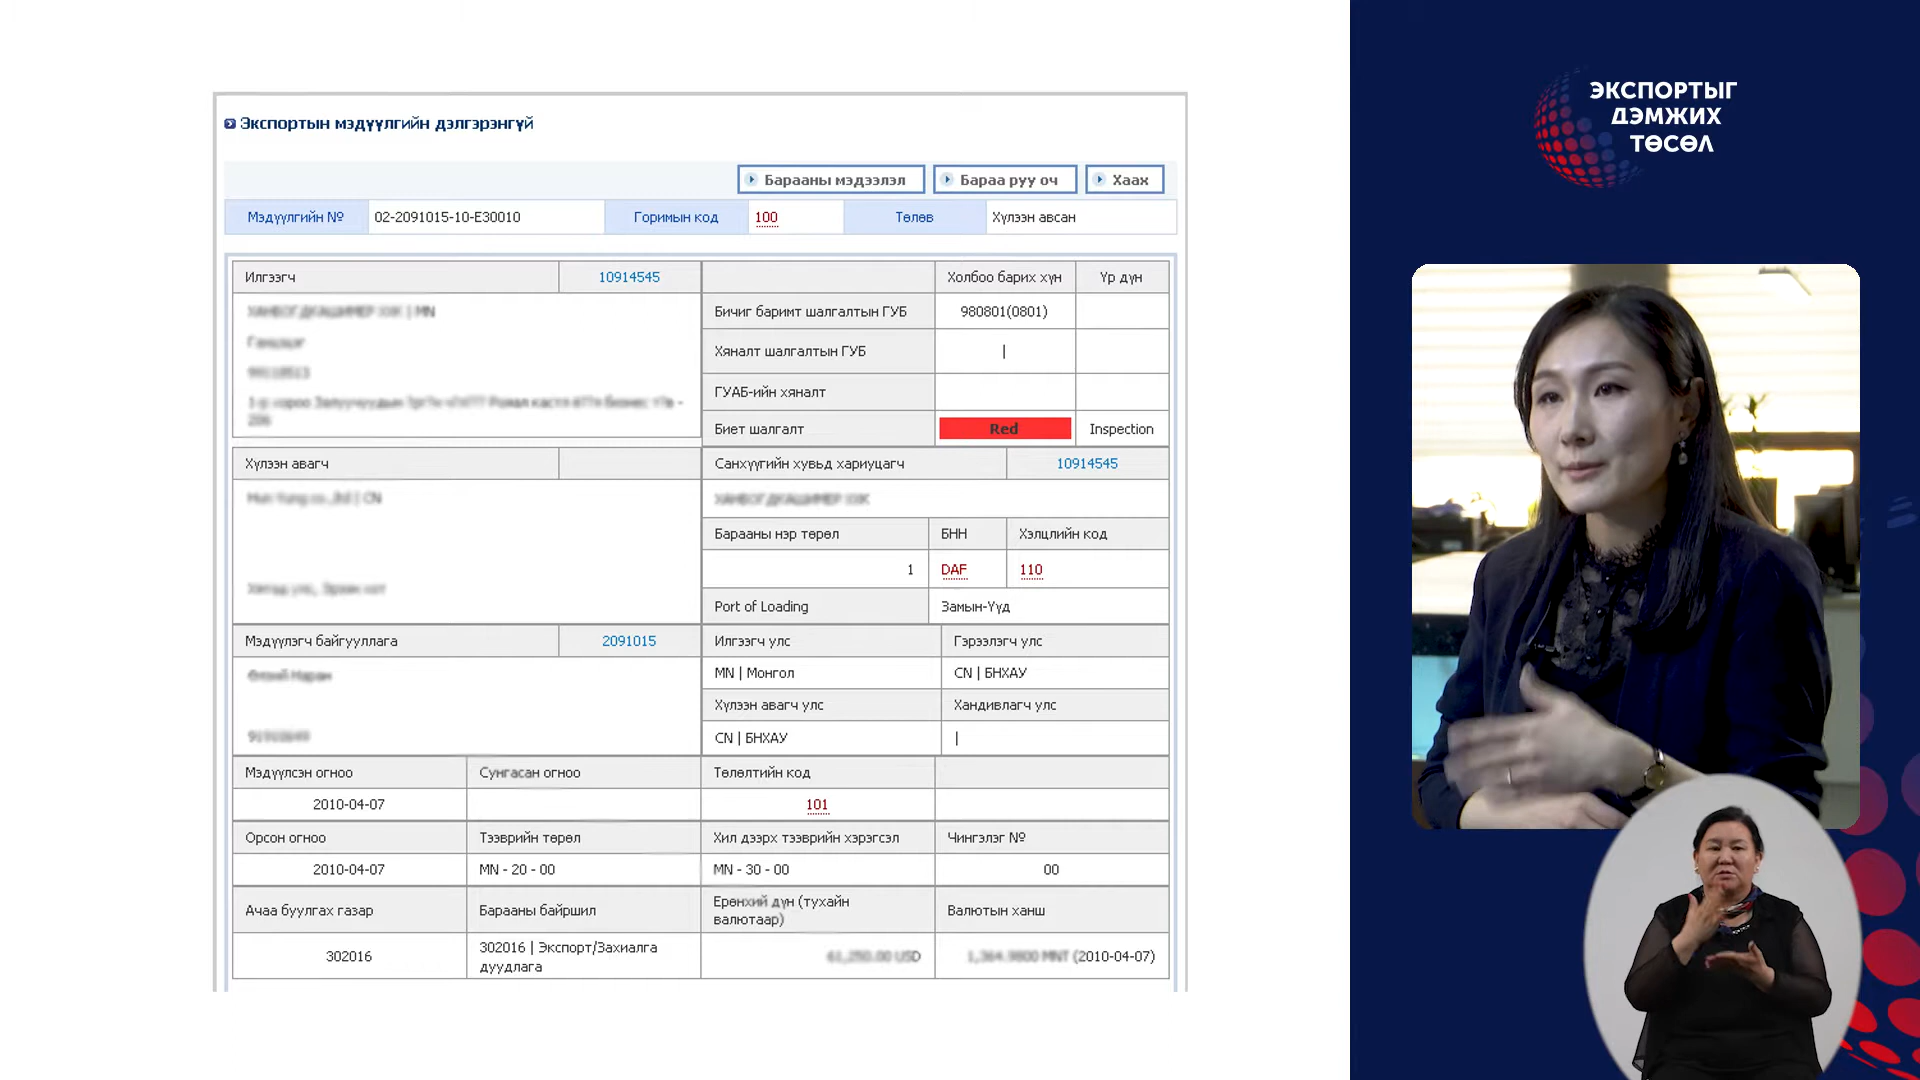 Экспортын мэдүүлгийн дэлгэрэнгүй
Барааны мэдээлэл
Бараа руу оч
Хаах
Мэдүүлгийн №
02-2091015-10-E30010
Горимын код
100
Төлөв
Хүлээн авсан
Илгээгч
10914545
Холбоо барих хүн
Үр дүн
| MN
Бичиг баримт шалгалтын ГУБ
980801(0801)
Хяналт шалгалтын ГУБ
|
ГУАБ-ийн хяналт
Биет шалгалт
Red
Inspection
Хүлээн авагч
Санхүүгийн хувьд хариуцагч
10914545
| CN
Барааны нэр төрөл
БНН
Хэлцлийн код
1
DAF
110
Port of Loading
Замын-Үүд
Мэдүүлэгч байгууллага
2091015
Илгээгч улс
Гэрээлэгч улс
MN | Монгол
CN | БНХАУ
Хүлээн авагч улс
Хандивлагч улс
CN | БНХАУ
|
Мэдүүлсэн огноо
Сунгасан огноо
Төлөлтийн код
2010-04-07
101
Орсон огноо
Тээврийн төрөл
Хил дээрх тээврийн хэрэгсэл
Чингэлэг №
2010-04-07
MN - 20 - 00
MN - 30 - 00
00
Ачаа буулгах газар
Барааны байршил
Ерөнхий дүн (тухайн
валютаар)
Валютын ханш
302016
302016 | Экспорт/Захиалга
дуудлага
USD
MNT (2010-04-07)
ЭКСПОРТЫГ
ДЭМЖИХ
ТӨСӨЛ